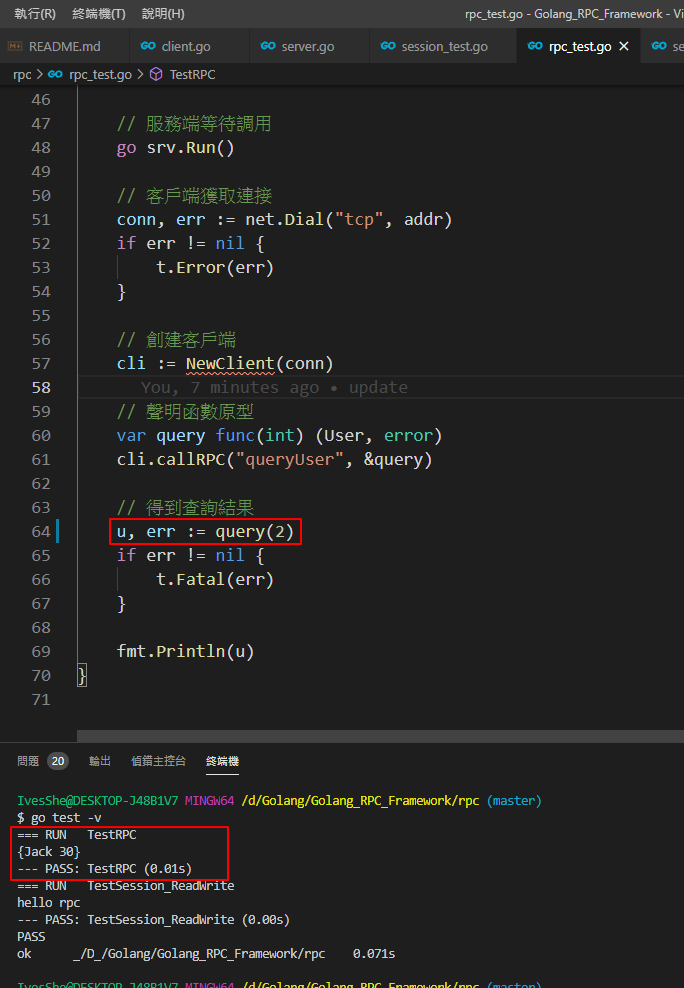 執行(R) 終端機(T) 說明(H) rpc_test.go - Golang_RPC_Framework - Vi
README.md client.go server.go session_test.go rpc_test.go se
rpc > rpc_test.go > TestRPC
46
47 // 服務端等待調用
48 go srv.Run()
49
50 // 客戶端獲取連接
51 conn, err := net.Dial("tcp", addr)
52 if err != nil {
53 t.Error(err)
54 }
55
56 // 創建客戶端
57 cli := NewClient(conn)
58 You, 7 minutes ago • update
59 // 聲明函數原型
60 var query func(int) (User, error)
61 cli.callRPC("queryUser", &query)
62
63 // 得到查詢結果
64 u, err := query(2)
65 if err != nil {
66 t.Fatal(err)
67 }
68
69 fmt.Println(u)
70 }
71
問題 20 輸出 偵錯主控台 終端機
IvesShe@DESKTOP-J48B1V7 MINGW64 /d/Golang/Golang_RPC_Framework/rpc (master)
$ go test -v
=== RUN TestRPC
{Jack 30}
--- PASS: TestRPC (0.01s)
=== RUN TestSession_ReadWrite
hello rpc
--- PASS: TestSession_ReadWrite (0.00s)
PASS
ok _/D_/Golang/Golang_RPC_Framework/rpc 0.071s
IvesShe@DESKTOP-J48B1V7 MINGW64 /d/Golang/Golang_RPC_Framework/rpc (master)